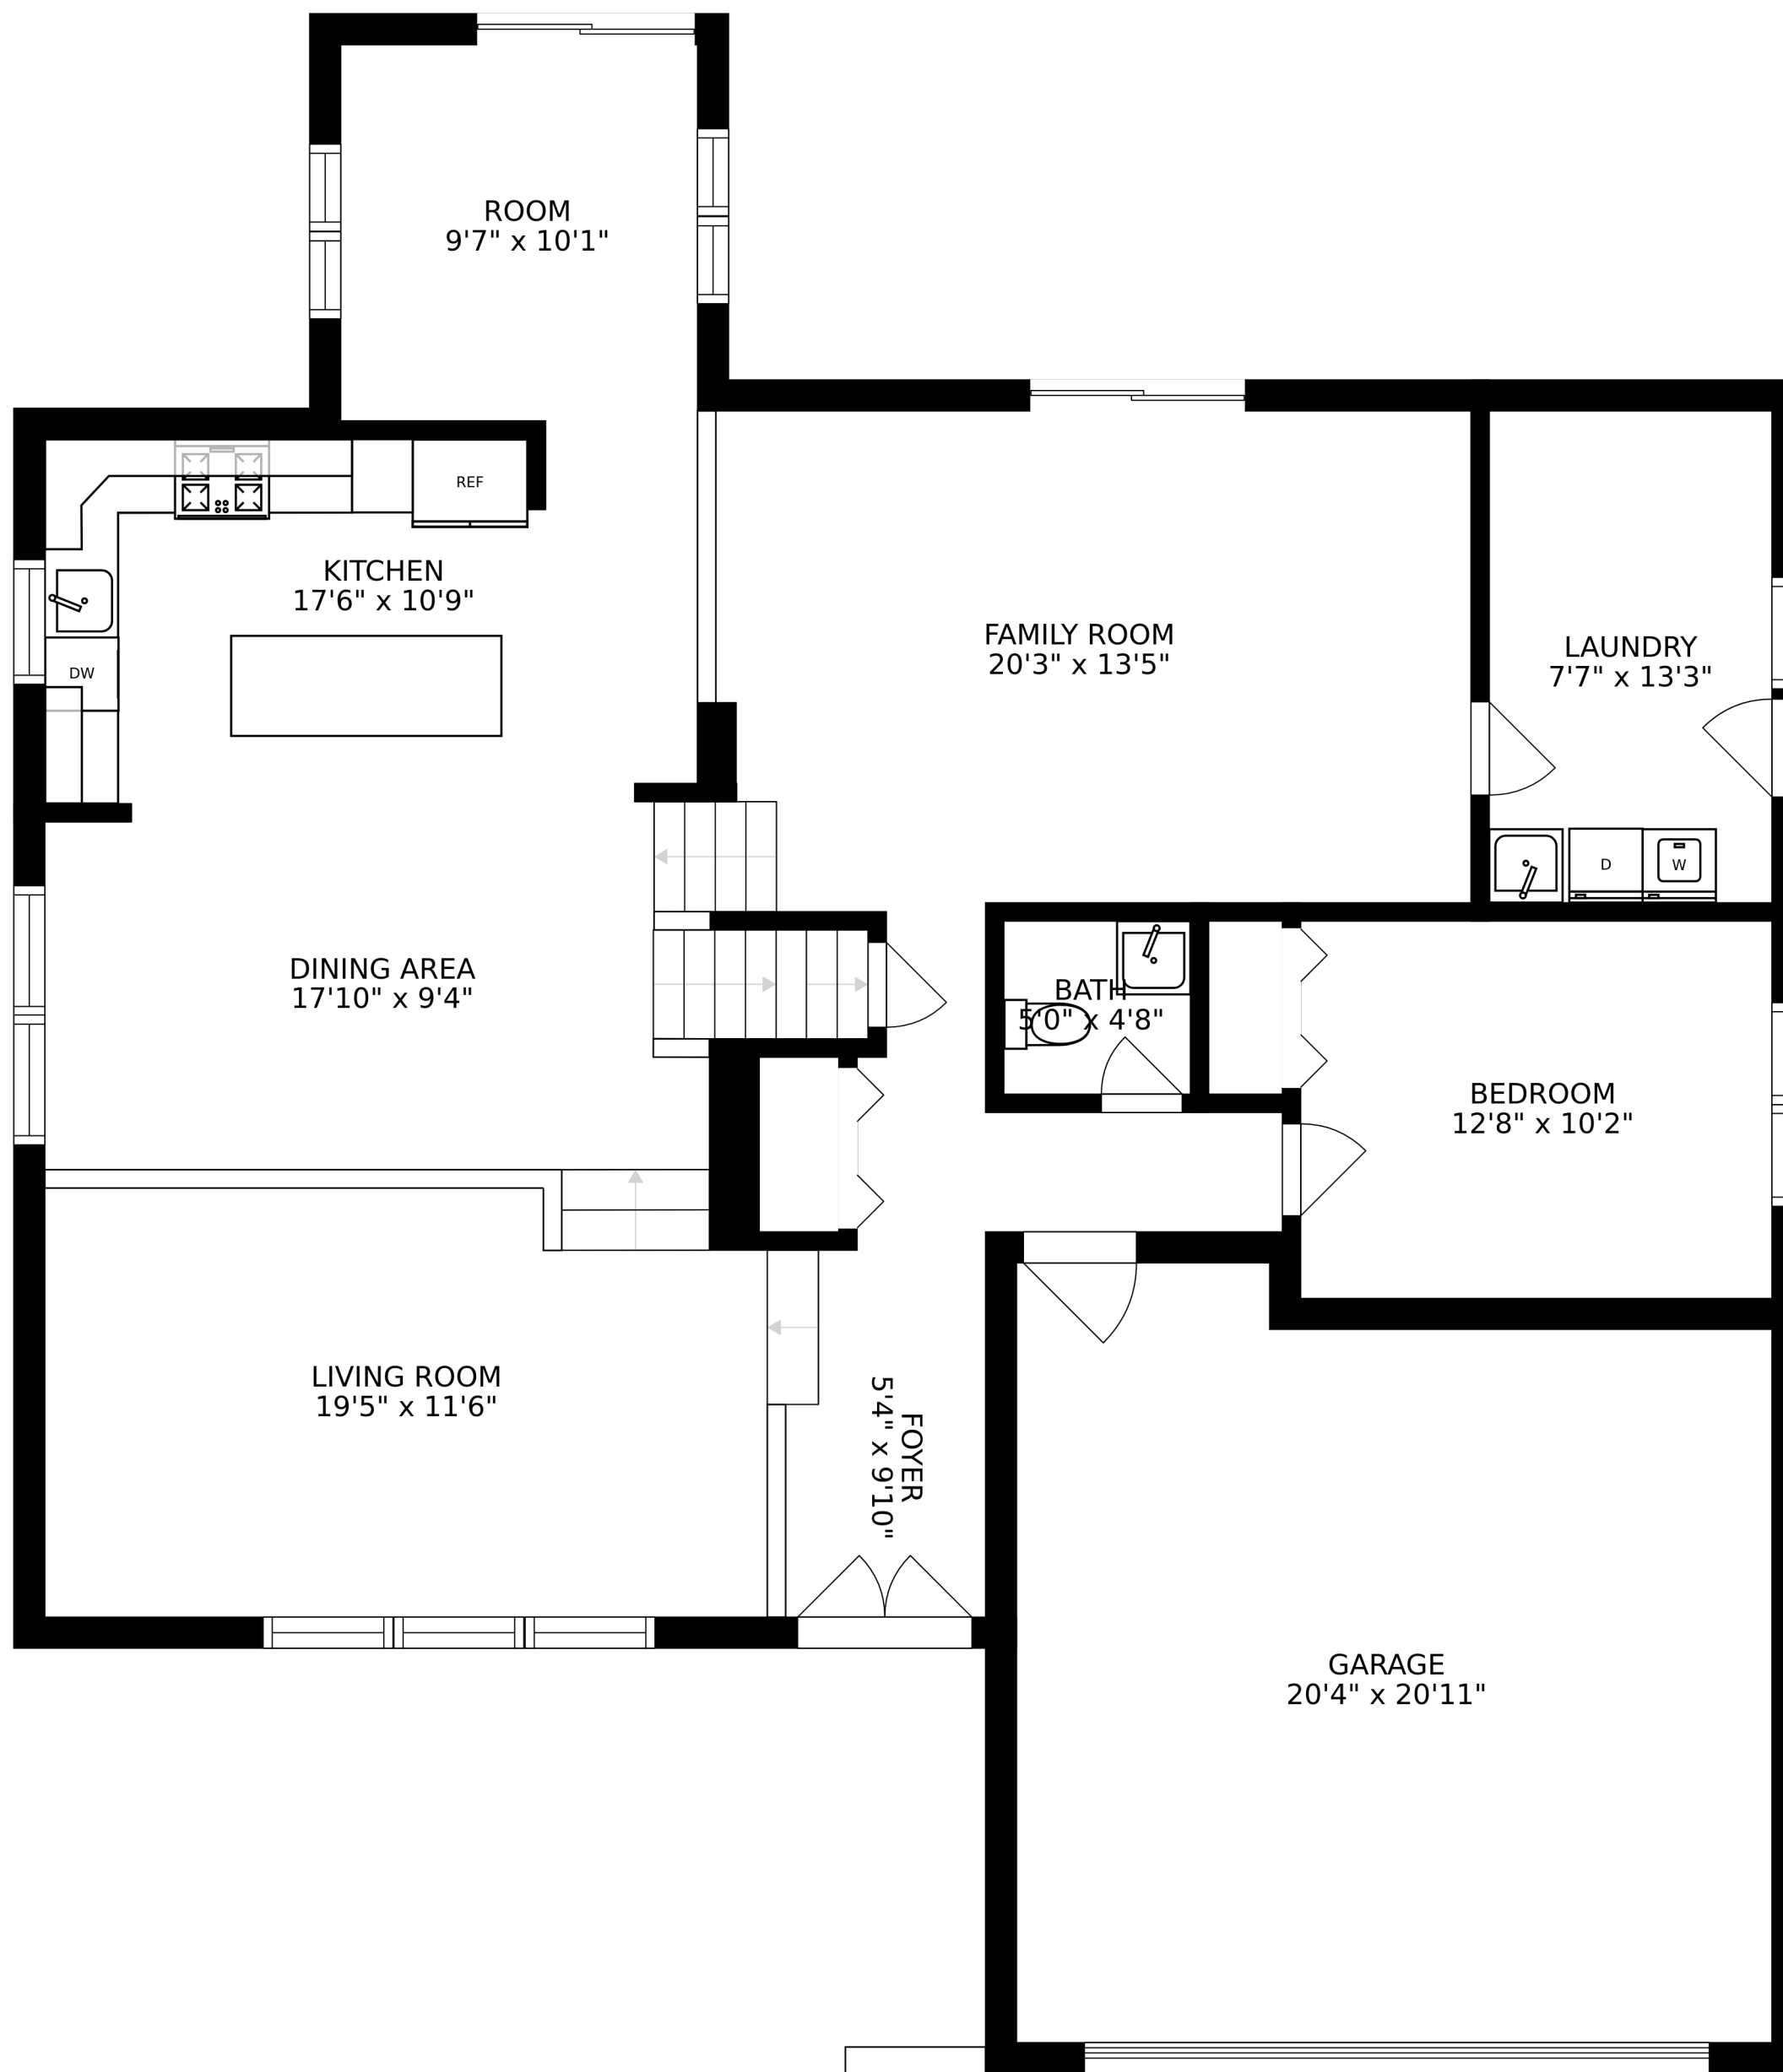 ROOM
9'7" x 10'1"
REF
KITCHEN
17'6" x 10'9"
DW
FAMILY ROOM
20'3" x 13'5"
LAUNDRY
7'7" x 13'3"
D
W
DINING AREA
17'10" x 9'4"
BATH
5'0" x 4'8"
BEDROOM
12'8" x 10'2"
LIVING ROOM
19'5" x 11'6"
FOYER
5'4" x 9'10"
GARAGE
20'4" x 20'11"